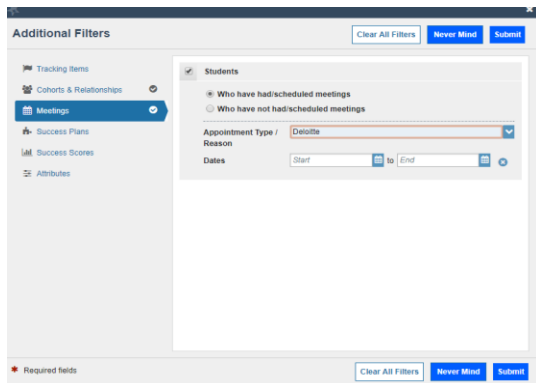 Additional Filters
Clear All Filters Never Mind Submit
Tracking Items
Cohorts & Relationships
Meetings
Success Plans
Success Scores
Attributes
Students
Who have had/scheduled meetings
Who have not had/scheduled meetings
Appointment Type / Deloitte
Reason
Dates Start to End
* Required fields
Clear All Filters Never Mind Submit